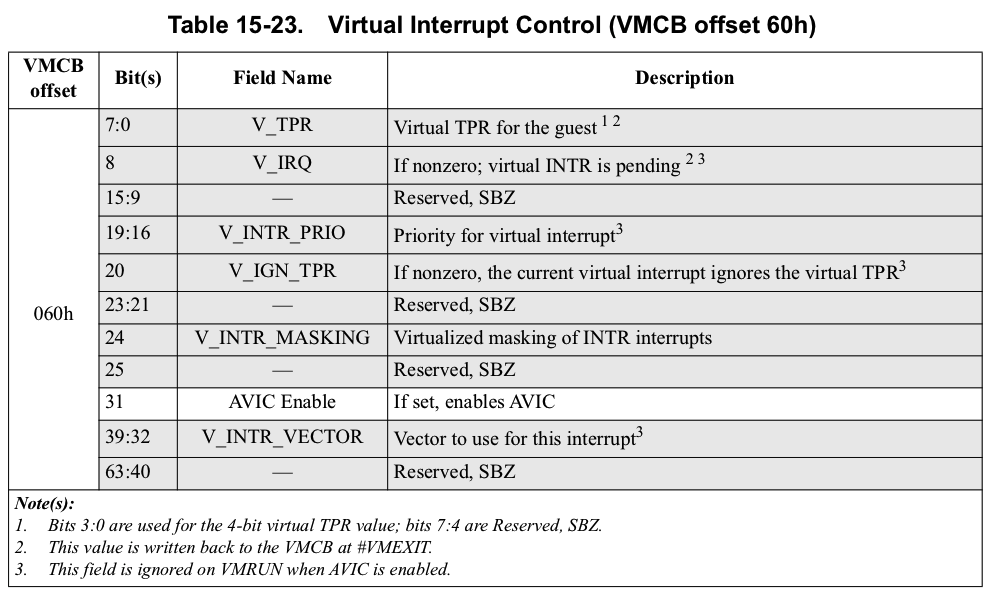 Table 15-23. Virtual Interrupt Control (VMCB offset 60h)
VMCB offset Bit(s) Field Name Description
060h
7:0 V_TPR Virtual TPR for the guest 1 2
8 V_IRQ If nonzero; virtual INTR is pending 2 3
15:9 — Reserved, SBZ
19:16 V_INTR_PRIO Priority for virtual interrupt3
20 V_IGN_TPR If nonzero, the current virtual interrupt ignores the virtual TPR3
23:21 — Reserved, SBZ
24 V_INTR_MASKING Virtualized masking of INTR interrupts
25 — Reserved, SBZ
31 AVIC Enable If set, enables AVIC
39:32 V_INTR_VECTOR Vector to use for this interrupt3
63:40 — Reserved, SBZ
Note(s):
1. Bits 3:0 are used for the 4-bit virtual TPR value; bits 7:4 are Reserved, SBZ.
2. This value is written back to the VMCB at #VMEXIT.
3. This field is ignored on VMRUN when AVIC is enabled.